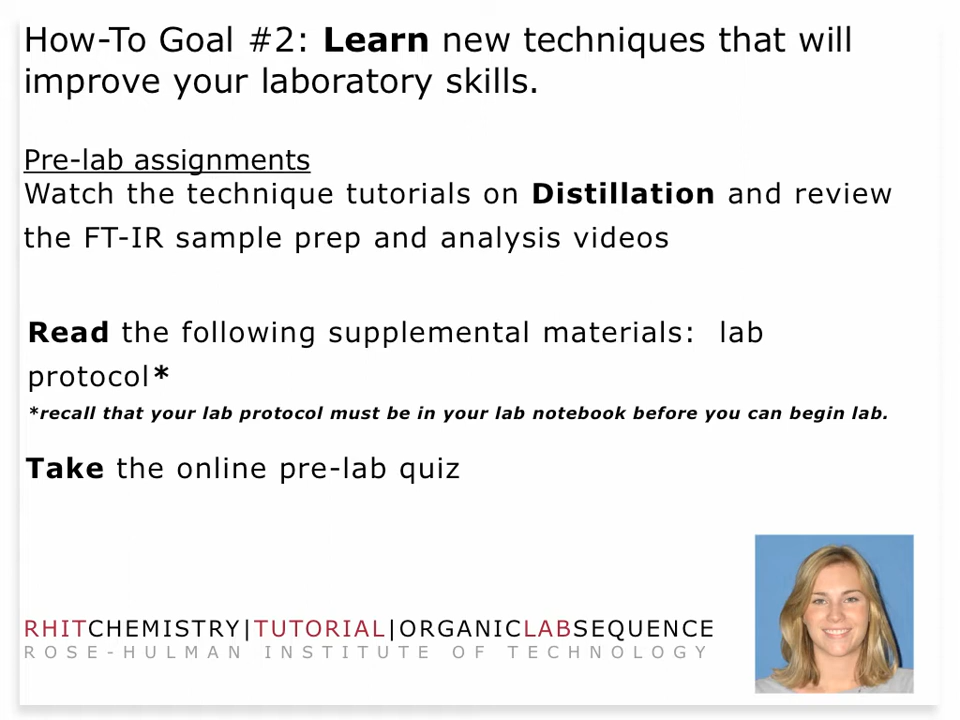 How-To Goal #2: Learn new techniques that will
improve your laboratory skills.
Pre-lab assignments
Watch the technique tutorials on Distillation and review
the FT-IR sample prep and analysis videos
Read the following supplemental materials: lab
protocol*
*recall that your lab protocol must be in your lab notebook before you can begin lab.
Take the online pre-lab quiz
RHITCHEMISTRY|TUTORIAL|ORGANICLABSEQUENCE
ROSE-HULMAN INSTITUTE OF TECHNOLOGY